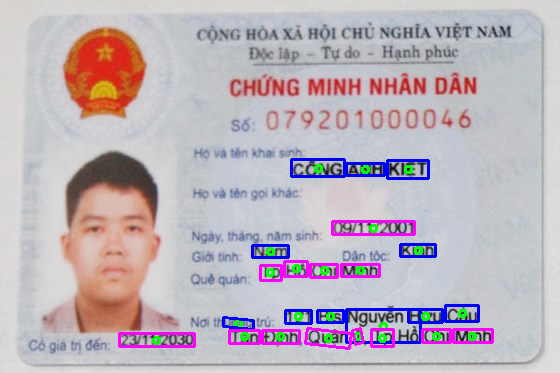 CỘNG HÒA XÃ HỘI CHỦ NGHĨA VIỆT NAM
Độc lập - Tự do - Hạnh phúc
CHỨNG MINH NHÂN DÂN
Số: 079201000046
Họ và tên khai sinh:
CÔNG ANH KIỆT
Họ và tên gọi khác:
Ngày, tháng, năm sinh: 09/11/2001
Giới tính: Nam Dân tộc: Kinh
Quê quán: Tp Hồ Chí Minh
Nơi thường trú: Bis Nguyễn Hữu Cầu
Có giá trị đến: 23/11/2030 Tân Định Quận 1 Tp Hồ Chí Minh